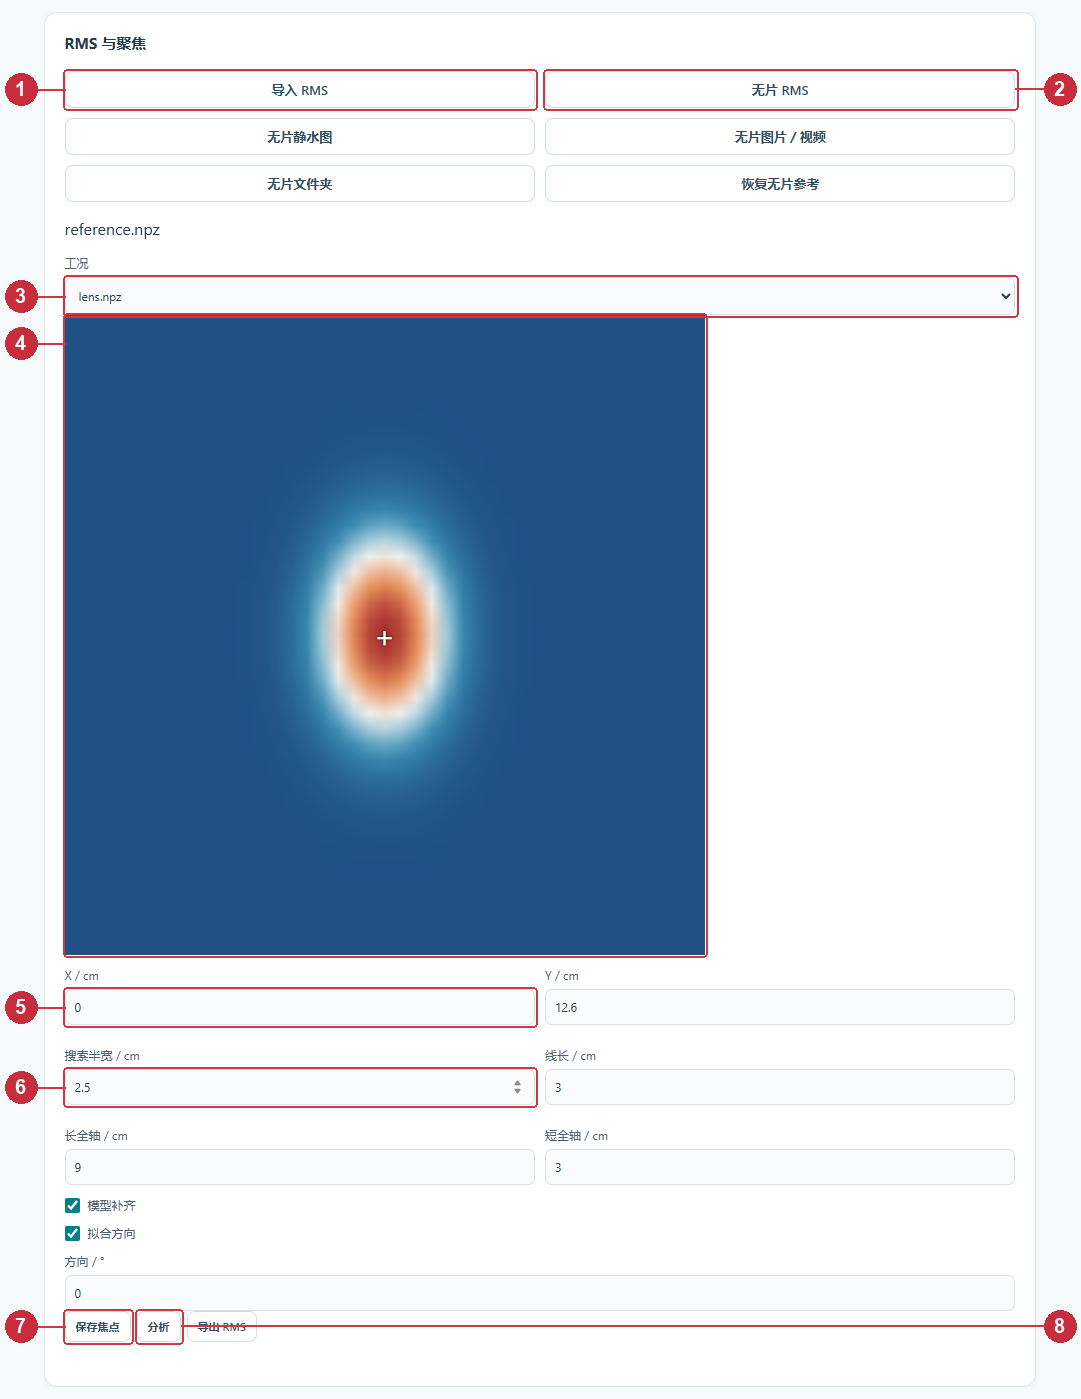 RMS 与聚焦
1
导入 RMS
无片 RMS
2
无片静水图
无片图片 / 视频
无片文件夹
恢复无片参考
reference.npz
工况
3
lens.npz
4
X / cm
Y / cm
5
0
12.6
搜索半宽 / cm
线长 / cm
6
2.5
3
长全轴 / cm
短全轴 / cm
9
3
模型补齐
拟合方向
方向 / °
0
7
保存焦点
分析
导出 RMS
8